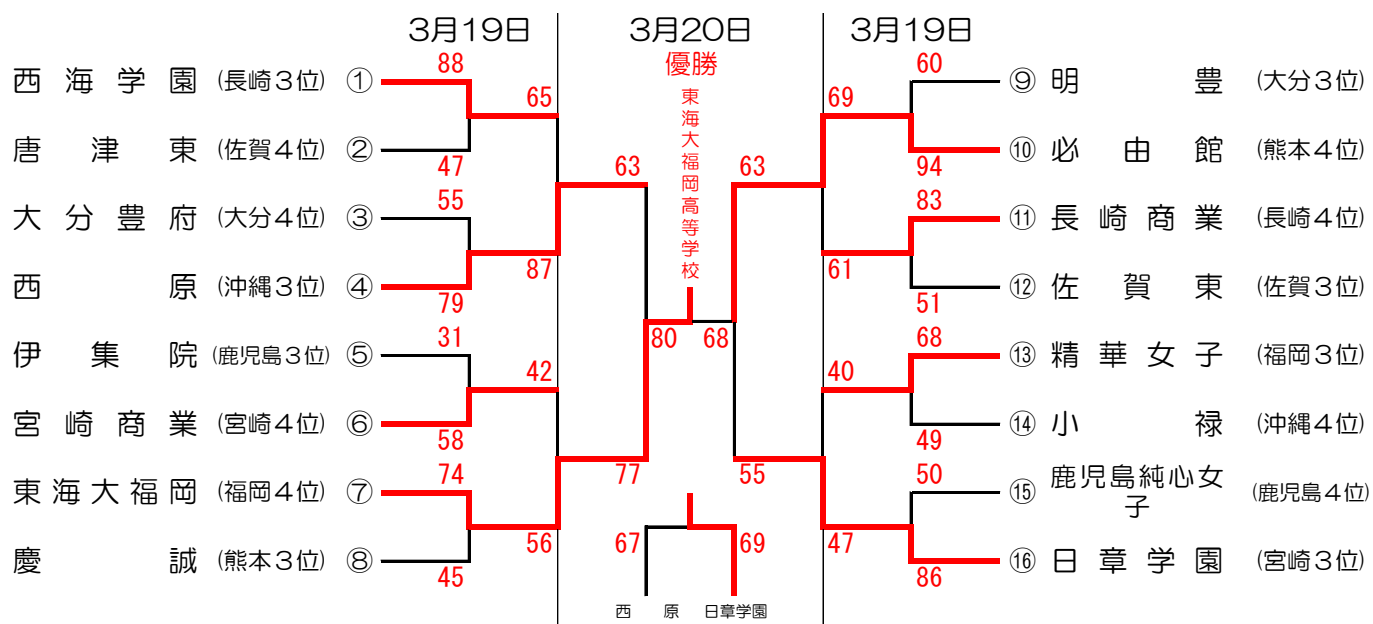 3月19日
3月20日
3月19日
優勝
東海大福岡高等学校
西海学園 (長崎3位) ①
唐津東 (佐賀4位) ②
大分豊府 (大分4位) ③
西原 (沖縄3位) ④
伊集院 (鹿児島3位) ⑤
宮崎商業 (宮崎4位) ⑥
東海大福岡 (福岡4位) ⑦
慶誠 (熊本3位) ⑧
88
47
55
79
31
58
74
45
65
87
42
56
63
77
80
68
63
55
69
61
40
47
60
94
83
51
68
49
50
86
⑨ 明豊 (大分3位)
⑩ 必由館 (熊本4位)
⑪ 長崎商業 (長崎4位)
⑫ 佐賀東 (佐賀3位)
⑬ 精華女子 (福岡3位)
⑭ 小禄 (沖縄4位)
⑮ 鹿児島純心女
子 (鹿児島4位)
⑯ 日章学園 (宮崎3位)
67
69
西原 日章学園